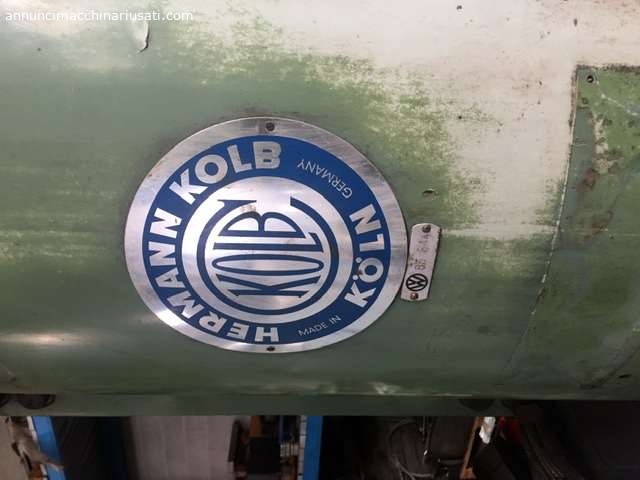 annuncimacchinariusati.com
HERMANN KOLB
KÖLN
MADE IN
GERMANY
KOLB